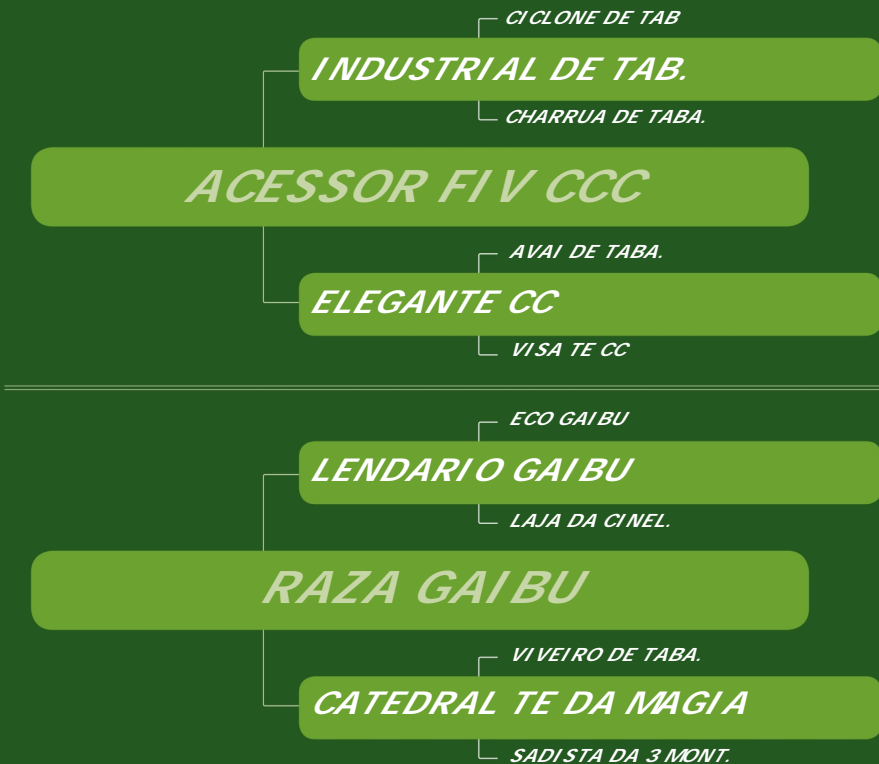 CICLONE DE TAB
INDUSTRIAL DE TAB.
CHARRUA DE TABA.
ACESSOR FIV CCC
AVAI DE TABA.
ELEGANTE CC
VISA TE CC
ECO GAIBU
LENDARIO GAIBU
LAJA DA CINEL.
RAZA GAIBU
VIVEIRO DE TABA.
CATEDRAL TE DA MAGIA
SADISTA DA 3 MONT.